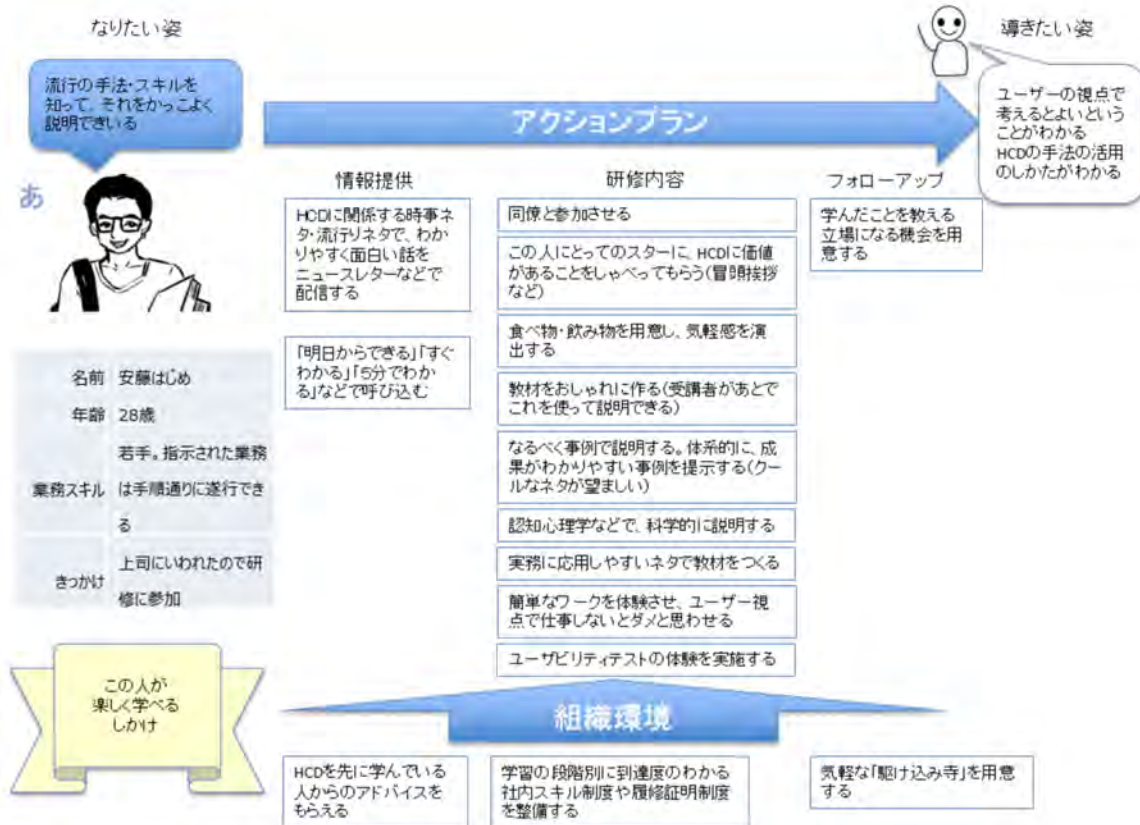 なりたい姿
導きたい姿
流行の手法・スキルを
知って、それをかっこよく
説明できいる
アクションプラン
ユーザーの視点で
考えるとよいという
ことがわかる
HCDの手法の活用
のしかたがわかる
あ
情報提供
研修内容
フォローアップ
HCDに関係する時事ネ
タ・流行りネタで、わか
りやすく面白い話を
ニュースレターなどで
配信する
「明日からできる」「すぐ
わかる」「5分でわか
る」などで呼び込む
同僚と参加させる
この人にとってのスターに、HCDに価値
があることをしゃべってもらう(冒頭挨拶
など)
食べ物・飲み物を用意し、気軽感を演
出する
教材をおしゃれに作る(受講者があとで
これを使って説明できる)
なるべく事例で説明する。体系的に、成
果がわかりやすい事例を提示する(クー
ルなネタが望ましい)
認知心理学などで、科学的に説明する
実務に応用しやすいネタで教材をつくる
簡単なワークを体験させ、ユーザー視
点で仕事しないとダメと思わせる
ユーザビリティテストの体験を実施する
学んだことを教える
立場になる機会を用
意する
名前 安藤はじめ
年齢 28歳
若手。指示された業務
業務スキル は手順通りに遂行でき
る
上司にいわれたので研
きっかけ
修に参加
この人が
楽しく学べる
しかけ
組織環境
HCDを先に学んでいる
人からのアドバイスを
もらえる
学習の段階別に到達度のわかる
社内スキル制度や履修証明制度
を整備する
気軽な「駆け込み寺」を用意
する